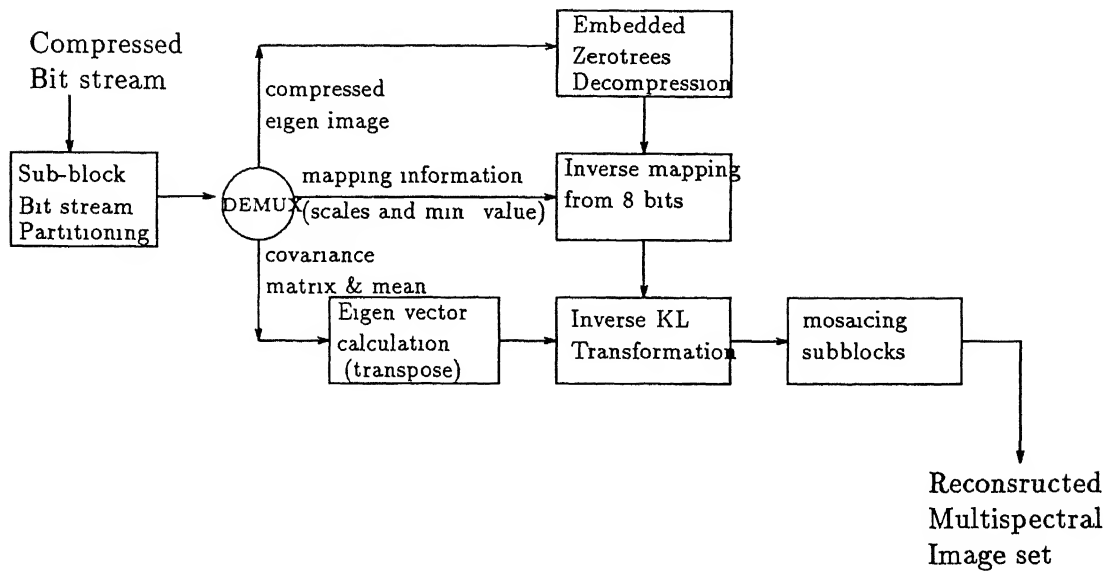 Compressed
Bit stream
Sub-block
Bit stream
Partitioning
DEMUX
compressed
eigen image
mapping information
(scales and min value)
covariance
matrix & mean
Embedded
Zerotrees
Decompression
Inverse mapping
from 8 bits
Eigen vector
calculation
(transpose)
Inverse KL
Transformation
mosaicing
subblocks
Reconsructed
Multispectral
Image set